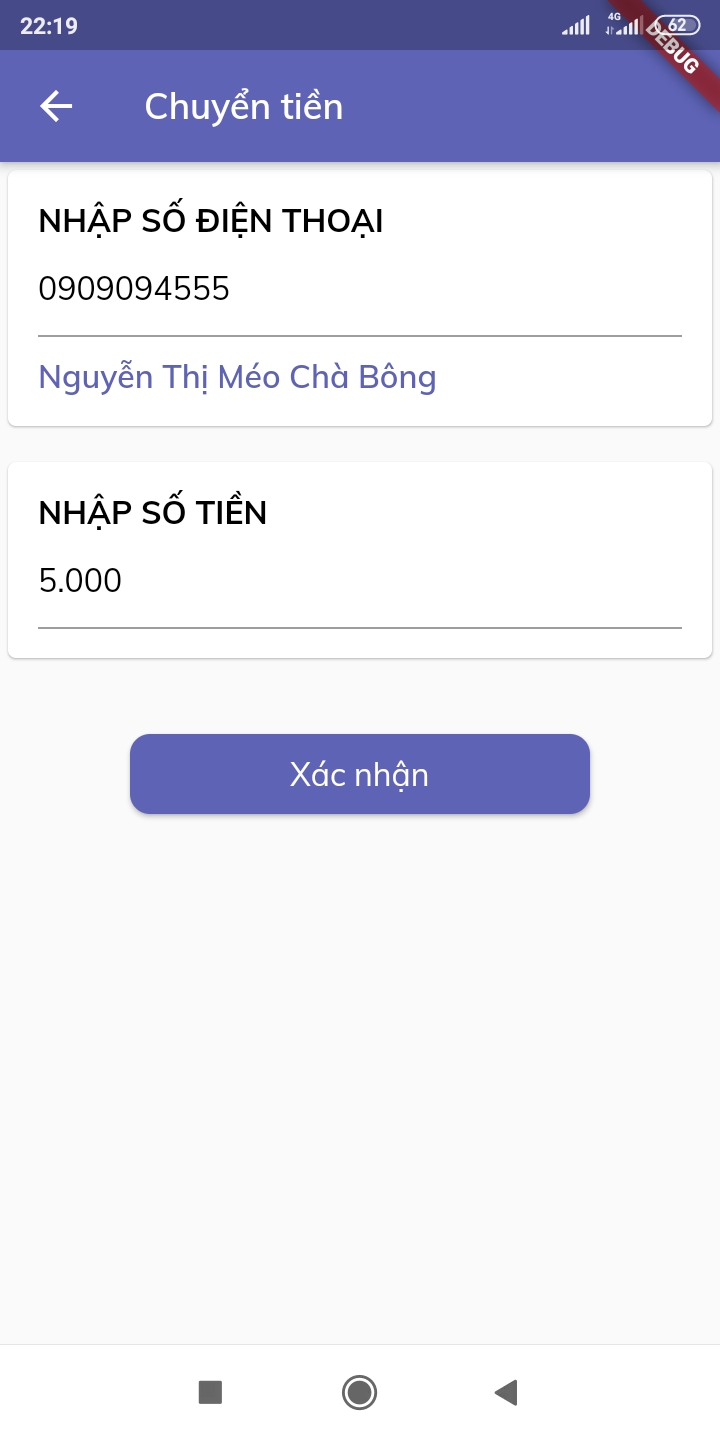 22:19
4G
62
DEBUG
Chuyển tiền
NHẬP SỐ ĐIỆN THOẠI
0909094555
Nguyễn Thị Méo Chà Bông
NHẬP SỐ TIỀN
5.000
Xác nhận